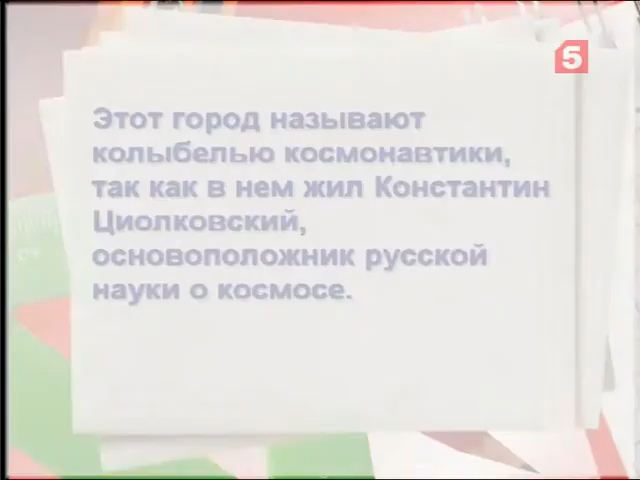 5
Этот город называют
колыбелью космонавтики,
так как в нем жил Константин
Циолковский,
основоположник русской
науки о космосе.